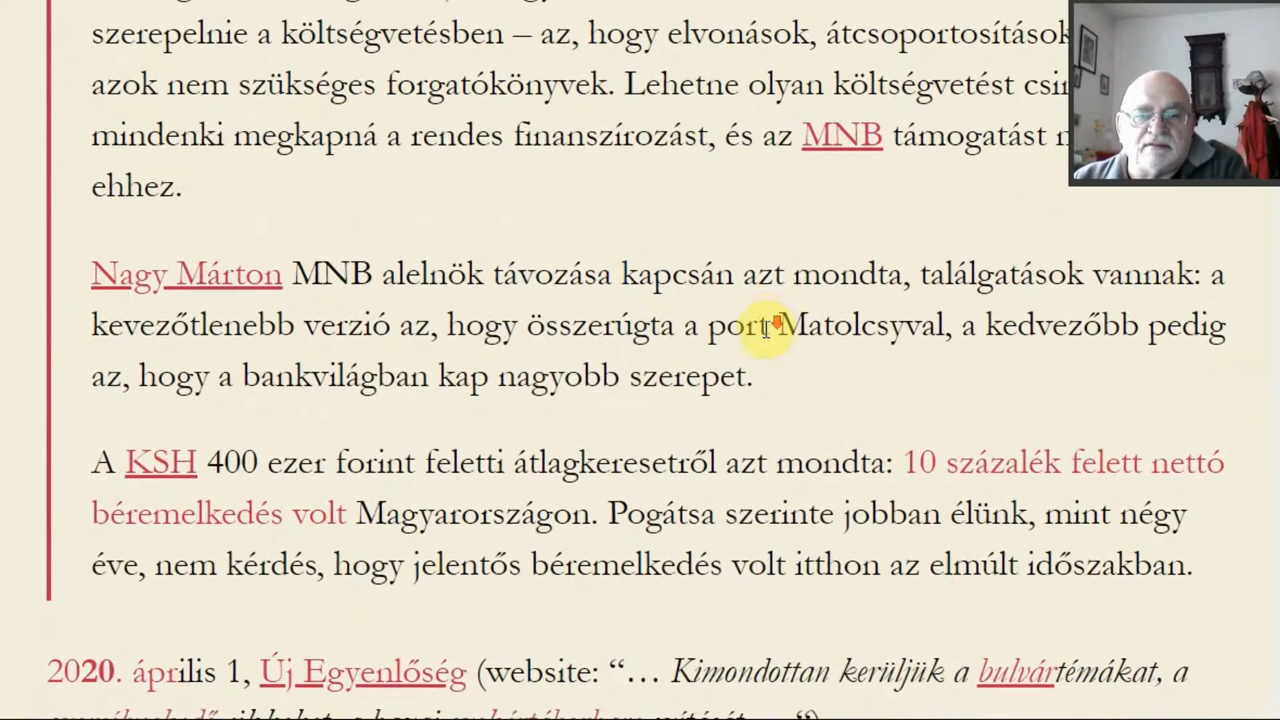 szerepelnie a költségvetésben – az, hogy elvonások, átcsoportosítások
azok nem szükséges forgatókönyvek. Lehetne olyan költségvetést
mindenki megkapná a rendes finanszírozást, és az MNB támogatást
ehhez.
Nagy Márton MNB alelnök távozása kapcsán azt mondta, találgatások vannak: a
kevezőtlenebb verzió az, hogy összerúgta a port Matolcsyval, a kedvezőbb pedig
az, hogy a bankvilágban kap nagyobb szerepet.
A KSH 400 ezer forint feletti átlagkeresetről azt mondta: 10 százalék felett nettó
béremelkedés volt Magyarországon. Pogátsa szerinte jobban élünk, mint négy
éve, nem kérdés, hogy jelentős béremelkedés volt itthon az elmúlt időszakban.
2020. április 1, Új Egyenlőség (website: “… Kimondottan kerüljük a bulvártémákat, a